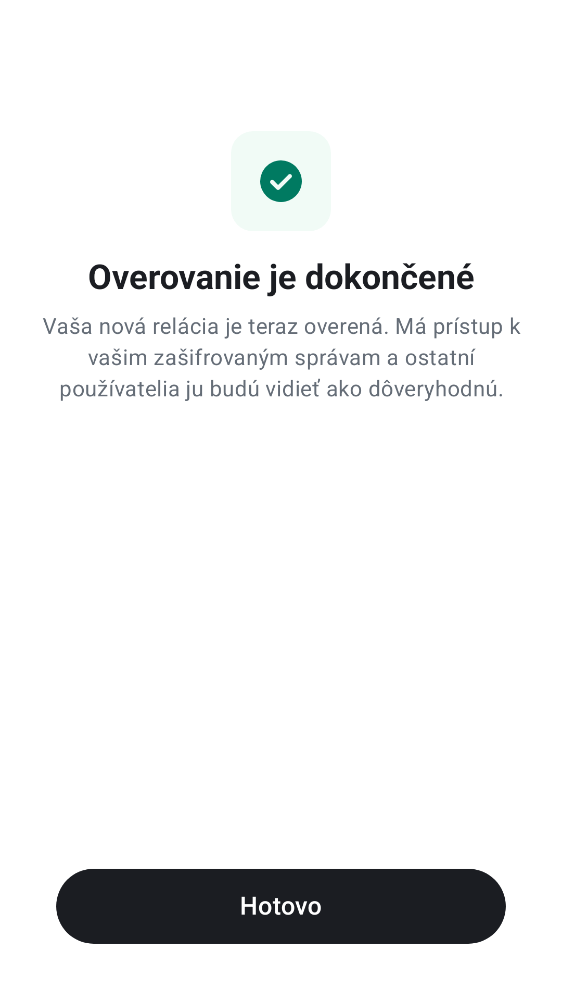 Overovanie je dokončené
Vaša nová relácia je teraz overená. Má prístup k
vašim zašifrovaným správam a ostatní
používatelia ju budú vidieť ako dôveryhodnú.
Hotovo